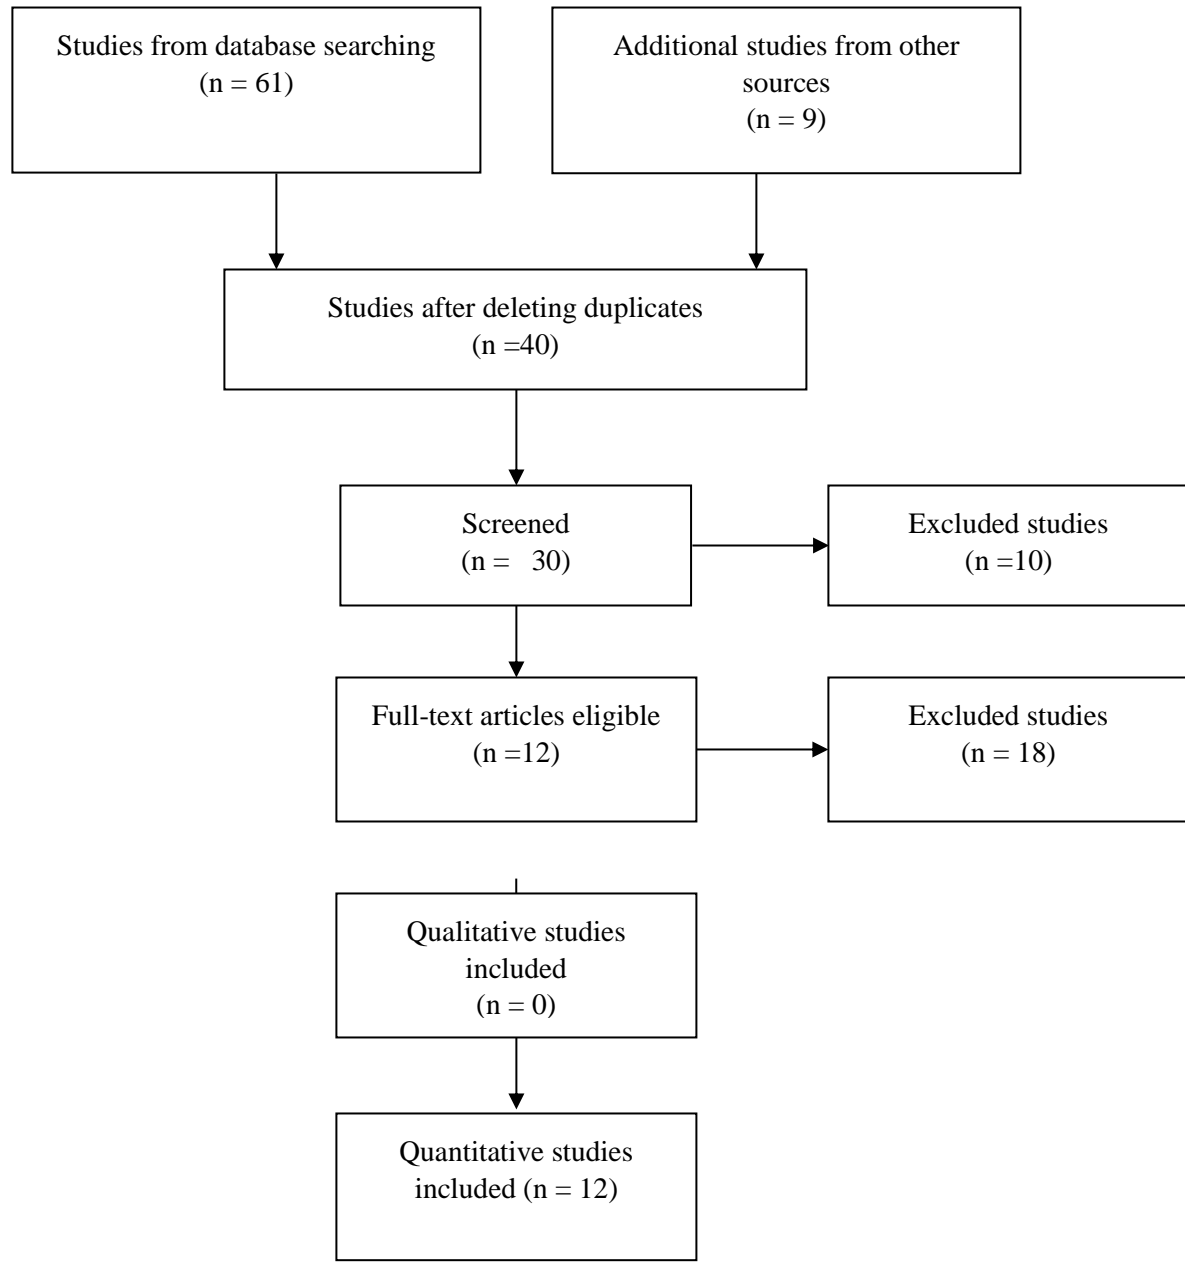 Studies from database searching
(n = 61)
Additional studies from other
sources
(n = 9)
Studies after deleting duplicates
(n =40)
Screened
(n =   30)
Excluded studies
(n =10)
Full-text articles eligible
(n =12)
Excluded studies
(n = 18)
Qualitative studies
included
(n = 0)
Quantitative studies
included (n = 12)